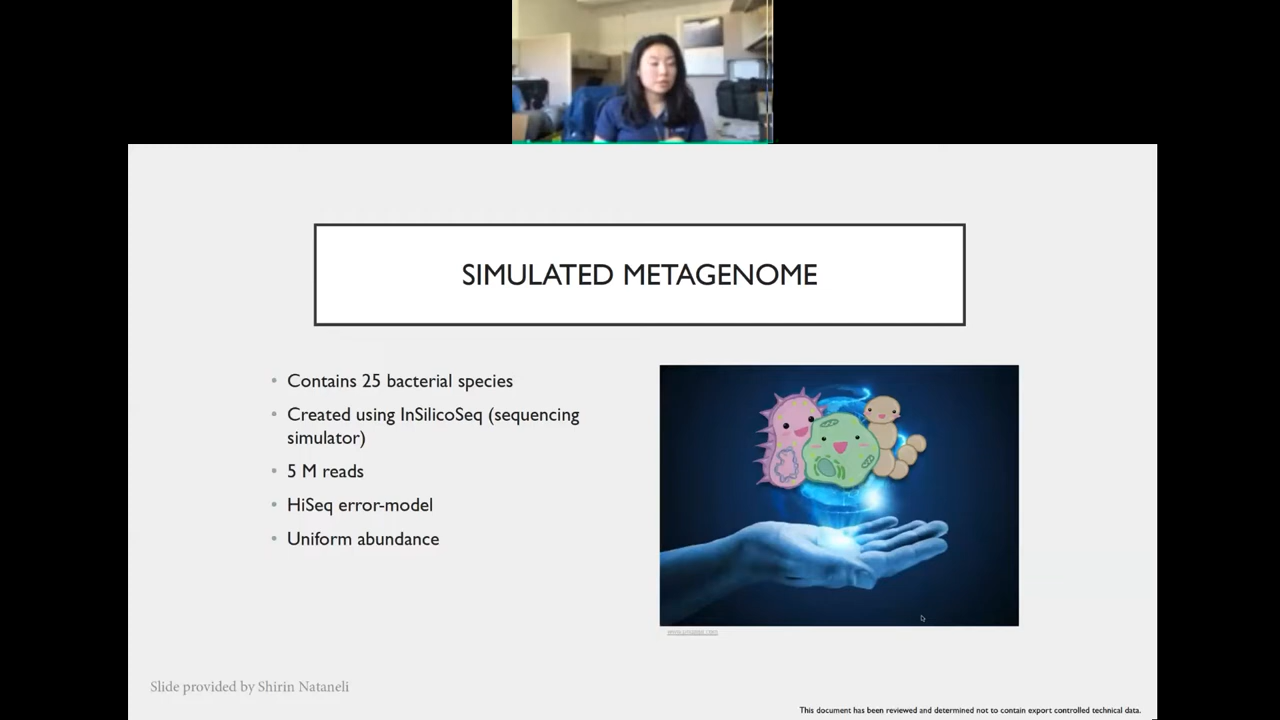 SIMULATED METAGENOME
• Contains 25 bacterial species
• Created using InSilicoSeq (sequencing
simulator)
• 5 M reads
• HiSeq error-model
• Uniform abundance
Slide provided by Shirin Nataneli
This document has been reviewed and determined not to contain export controlled technical data.